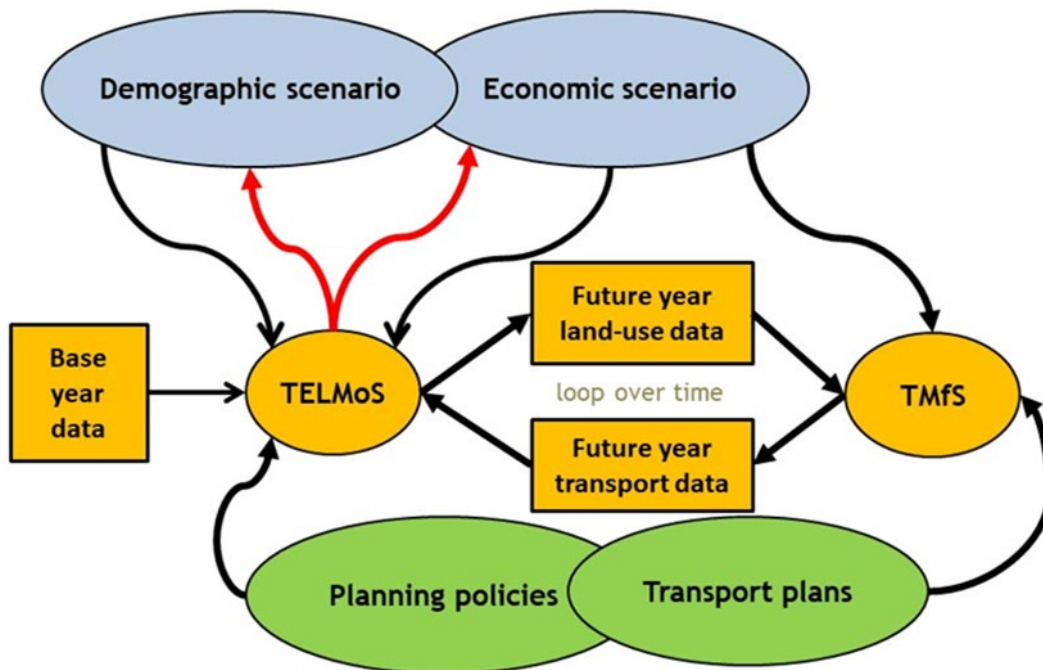 Demographic scenario
Economic scenario
Base
year
data
TELMoS
Future year
land-use data
loop over time
Future year
transport data
TMfS
Planning policies
Transport plans